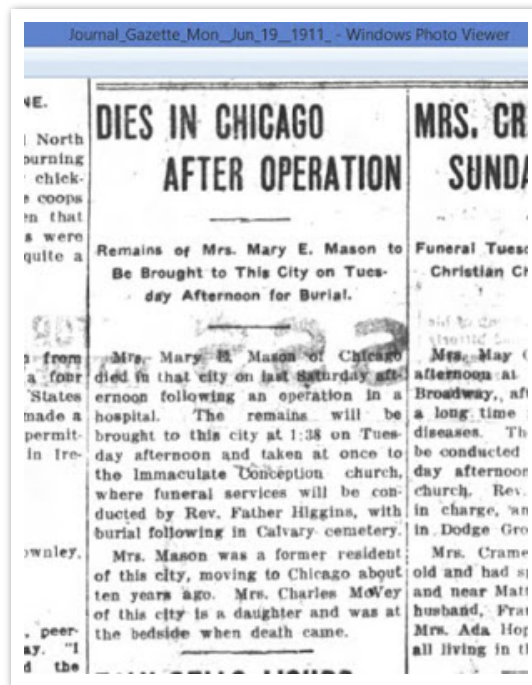 Journal_Gazette_Mon__Jun_19__1911_ - Windows Photo Viewer
NE.
North
ourning
chick-
coops
en that
s were
quite a
from
a four
States
made a
permit-
in Ire-
ownley,
peer-
ay. "I
d the
DIES IN CHICAGO
AFTER OPERATION
Remains of Mrs. Mary E. Mason to
Be Brought to This City on Tues-
day Afternoon for Burial.
Mrs. Mary E. Mason of Chicago
died in that city on last Saturday aft-
ernoon following an operation in a
hospital. The remains will be
brought to this city at 1:38 on Tues-
day afternoon and taken at once to
the Immaculate Conception church,
where funeral services will be con-
ducted by Rev. Father Higgins, with
burial following in Calvary cemetery.
Mrs. Mason was a former resident
of this city, moving to Chicago about
ten years ago. Mrs. Charles McVey
of this city is a daughter and was at
the bedside when death came.
MRS. CR
SUNDA
Funeral Tuesd
Christian Ch
Mrs. May
afternoon at
Broadway, aft
a long time
diseases. Th
be conducted
day afternoon
church. Rev.
in charge, an
in Dodge Gro
Mrs. Crame
old and had sp
and near Matt
husband, Fran
Mrs. Ada Hop
all living in th